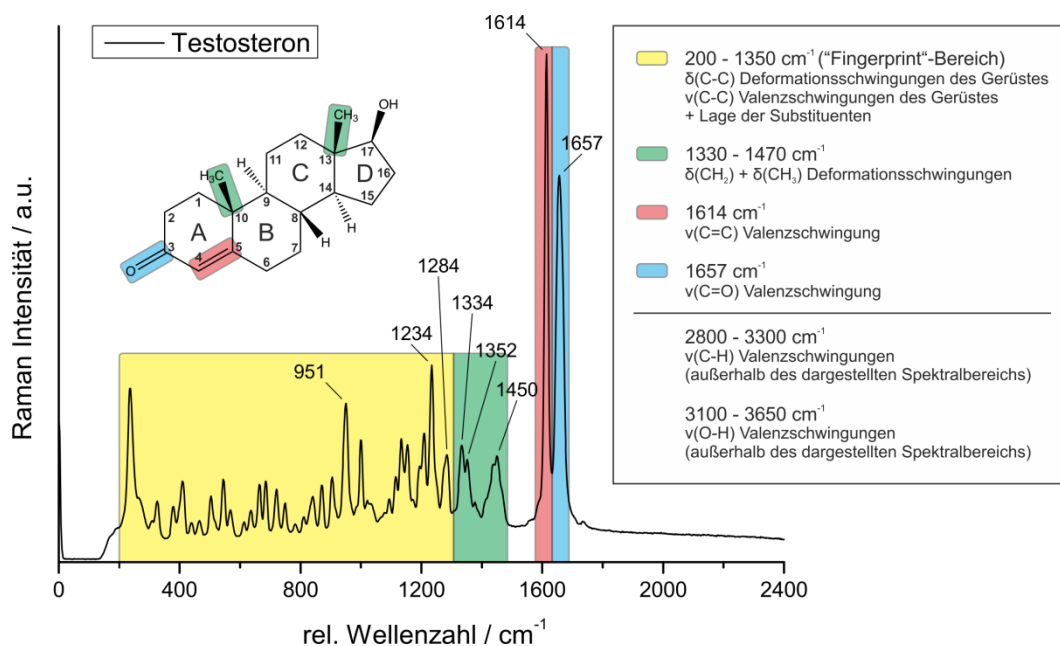 Testosteron
1614
1657
OH
CH₃
H₃C
H
H
H
O
1
2
3
4
5
6
7
8
9
10
11
12
13
14
15
16
17
A
B
C
D
951
1234
1284
1334
1352
1450
200 - 1350 cm⁻¹ (“Fingerprint“-Bereich)
δ(C-C) Deformationsschwingungen des Gerüstes
ν(C-C) Valenzschwingungen des Gerüstes
+ Lage der Substituenten
1330 - 1470 cm⁻¹
δ(CH₂) + δ(CH₃) Deformationsschwingungen
1614 cm⁻¹
ν(C=C) Valenzschwingung
1657 cm⁻¹
ν(C=O) Valenzschwingung
2800 - 3300 cm⁻¹
ν(C-H) Valenzschwingungen
(außerhalb des dargestellten Spektralbereichs)
3100 - 3650 cm⁻¹
ν(O-H) Valenzschwingungen
(außerhalb des dargestellten Spektralbereichs)
Raman Intensität / a.u.
0
400
800
1200
1600
2000
2400
rel. Wellenzahl / cm⁻¹